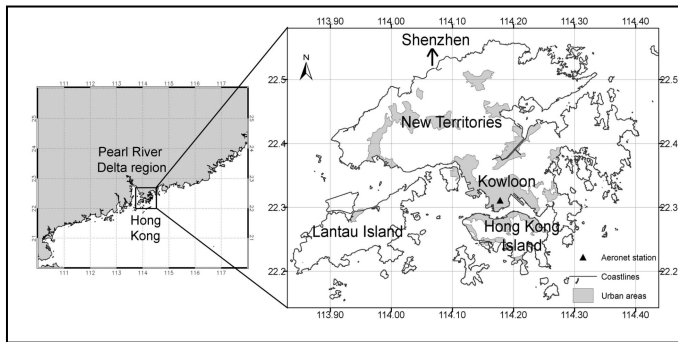 111 112 113 114 115 116 117
Pearl River
Delta region
Hong
Kong
111 112 113 114 115 116 117
113.90 114.00 114.10 114.20 114.30 114.40
Shenzhen
N
22.5 22.5
New Territories
22.4 22.4
Kowloon
22.3 22.3
Lantau Island
Hong Kong
Island
22.2 22.2
Aeronet station
Coastlines
Urban areas
113.90 114.00 114.10 114.20 114.30 114.40